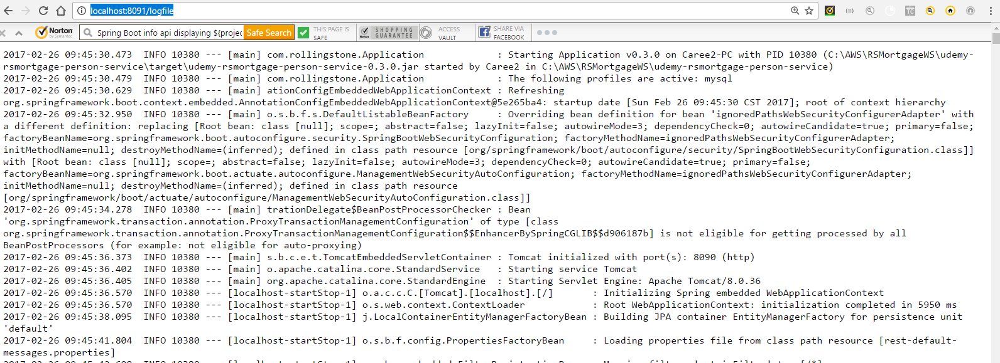 localhost:8091/logfile
TC
Norton
by Symantec
Spring Boot info api displaying ${projec
Safe Search
THIS PAGE IS
SAFE
Norton
SHOPPING
GUARANTEE
ACCESS
VAULT
SHARE VIA
FACEBOOK
2017-02-26 09:45:30.473  INFO 10380 --- [main] com.rollingstone.Application             : Starting Application v0.3.0 on Caree2-PC with PID 10380 (C:\AWS\RSMortgageWS\udemy-
rsmortgage-person-service\target\udemy-rsmortgage-person-service-0.3.0.jar started by Caree2 in C:\AWS\RSMortgageWS\udemy-rsmortgage-person-service)
2017-02-26 09:45:30.479  INFO 10380 --- [main] com.rollingstone.Application             : The following profiles are active: mysql
2017-02-26 09:45:30.629  INFO 10380 --- [main] ationConfigEmbeddedWebApplicationContext : Refreshing
org.springframework.boot.context.embedded.AnnotationConfigEmbeddedWebApplicationContext@5e265ba4: startup date [Sun Feb 26 09:45:30 CST 2017]; root of context hierarchy
2017-02-26 09:45:32.950  INFO 10380 --- [main] o.s.b.f.s.DefaultListableBeanFactory     : Overriding bean definition for bean 'ignoredPathsWebSecurityConfigurerAdapter' with
a different definition: replacing [Root bean: class [null]; scope=; abstract=false; lazyInit=false; autowireMode=3; dependencyCheck=0; autowireCandidate=true; primary=false;
factoryBeanName=org.springframework.boot.autoconfigure.security.SpringBootWebSecurityConfiguration; factoryMethodName=ignoredPathsWebSecurityConfigurerAdapter;
initMethodName=null; destroyMethodName=(inferred); defined in class path resource [org/springframework/boot/autoconfigure/security/SpringBootWebSecurityConfiguration.class]]
with [Root bean: class [null]; scope=; abstract=false; lazyInit=false; autowireMode=3; dependencyCheck=0; autowireCandidate=true; primary=false;
factoryBeanName=org.springframework.boot.actuate.autoconfigure.ManagementWebSecurityAutoConfiguration; factoryMethodName=ignoredPathsWebSecurityConfigurerAdapter;
initMethodName=null; destroyMethodName=(inferred); defined in class path resource
[org/springframework/boot/actuate/autoconfigure/ManagementWebSecurityAutoConfiguration.class]]
2017-02-26 09:45:34.278  INFO 10380 --- [main] trationDelegate$BeanPostProcessorChecker : Bean
'org.springframework.transaction.annotation.ProxyTransactionManagementConfiguration' of type [class
org.springframework.transaction.annotation.ProxyTransactionManagementConfiguration$$EnhancerBySpringCGLIB$$d906187b] is not eligible for getting processed by all
BeanPostProcessors (for example: not eligible for auto-proxying)
2017-02-26 09:45:36.373  INFO 10380 --- [main] s.b.c.e.t.TomcatEmbeddedServletContainer : Tomcat initialized with port(s): 8090 (http)
2017-02-26 09:45:36.402  INFO 10380 --- [main] o.apache.catalina.core.StandardService   : Starting service Tomcat
2017-02-26 09:45:36.405  INFO 10380 --- [main] org.apache.catalina.core.StandardEngine  : Starting Servlet Engine: Apache Tomcat/8.0.36
2017-02-26 09:45:36.570  INFO 10380 --- [localhost-startStop-1] o.a.c.c.C.[Tomcat].[localhost].[/]       : Initializing Spring embedded WebApplicationContext
2017-02-26 09:45:36.570  INFO 10380 --- [localhost-startStop-1] o.s.web.context.ContextLoader            : Root WebApplicationContext: initialization completed in 5950 ms
2017-02-26 09:45:38.095  INFO 10380 --- [localhost-startStop-1] j.LocalContainerEntityManagerFactoryBean : Building JPA container EntityManagerFactory for persistence unit
'default'
2017-02-26 09:45:41.804  INFO 10380 --- [localhost-startStop-1] o.s.b.f.config.PropertiesFactoryBean     : Loading properties file from class path resource [rest-default-
messages.properties]